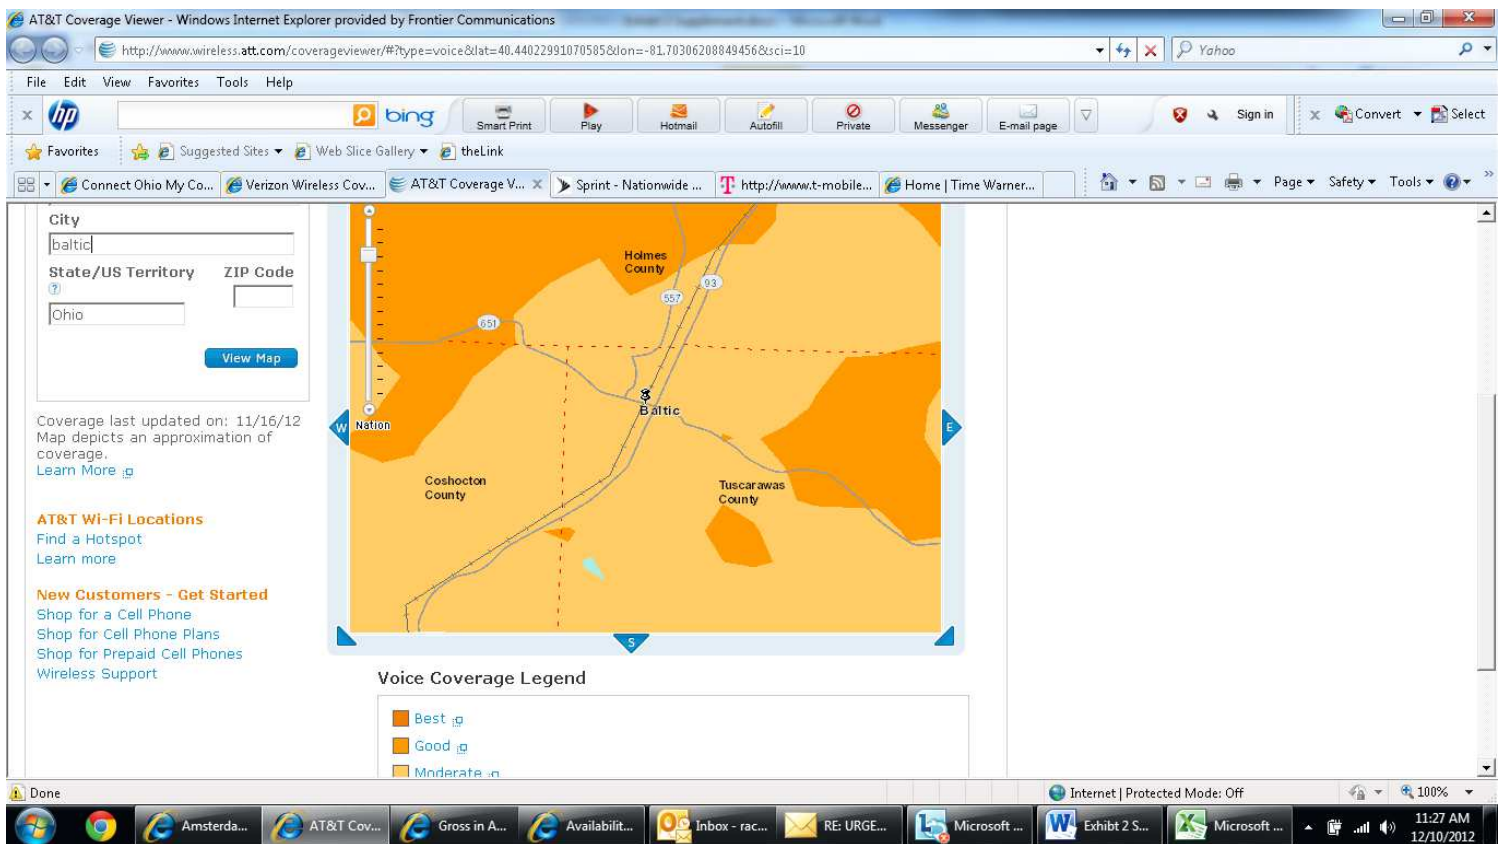 AT&T Coverage Viewer - Windows Internet Explorer provided by Frontier Communications
http://www.wireless.att.com/coverageviewer/#?type=voice&lat=40.44022991070585&lon=-81.70306208849456&sci=10
Yahoo
File Edit View Favorites Tools Help
x hp bing Smart Print Play Hotmail Autofill Private Messenger E-mail page Sign in x Convert Select
Favorites Suggested Sites Web Slice Gallery theLink
Connect Ohio My Co... Verizon Wireless Cov... AT&T Coverage V... x Sprint - Nationwide ... http://www.t-mobile... Home | Time Warner... Page Safety Tools »
City
baltic
State/US Territory ZIP Code
?
Ohio
View Map
Coverage last updated on: 11/16/12
Map depicts an approximation of
coverage.
Learn More
AT&T Wi-Fi Locations
Find a Hotspot
Learn more
New Customers - Get Started
Shop for a Cell Phone
Shop for Cell Phone Plans
Shop for Prepaid Cell Phones
Wireless Support
Holmes
County
93
557
651
Baltic
W Nation E
Coshocton
County
Tuscarawas
County
S
Voice Coverage Legend
Best
Good
Moderate
Done Internet | Protected Mode: Off 100%
Amsterda... AT&T Cov... Gross in A... Availabilit... Inbox - rac... RE: URGE... Microsoft ... Exhibt 2 S... Microsoft ... 11:27 AM
12/10/2012